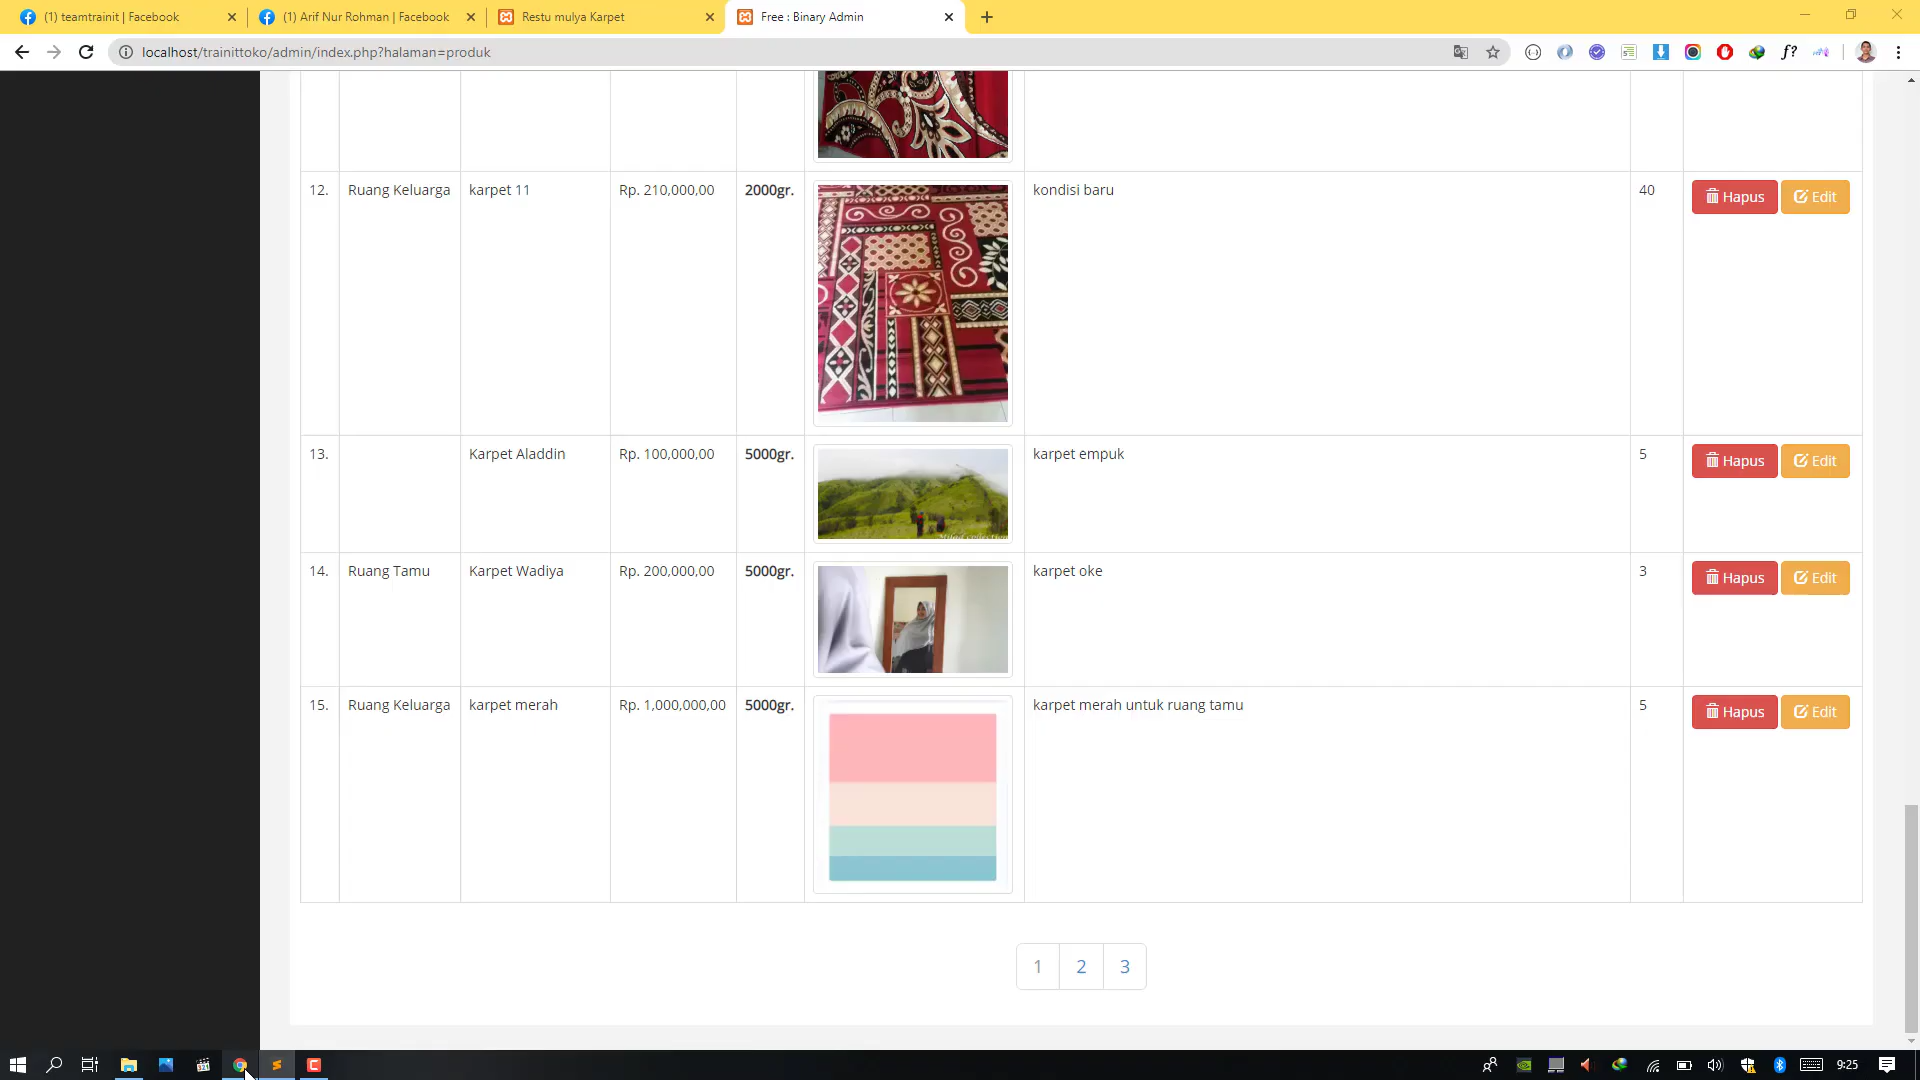 (1) teamtrainit | Facebook
(1) Arif Nur Rohman | Facebook
Restu mulya Karpet
Free : Binary Admin
localhost/trainittoko/admin/index.php?halaman=produk
f?
12. Ruang Keluarga karpet 11 Rp. 210,000,00 2000gr. kondisi baru 40 Hapus Edit
13. Karpet Aladdin Rp. 100,000,00 5000gr. karpet empuk 5 Hapus Edit
14. Ruang Tamu Karpet Wadiya Rp. 200,000,00 5000gr. karpet oke 3 Hapus Edit
15. Ruang Keluarga karpet merah Rp. 1,000,000,00 5000gr. karpet merah untuk ruang tamu 5 Hapus Edit
1 2 3
9:25